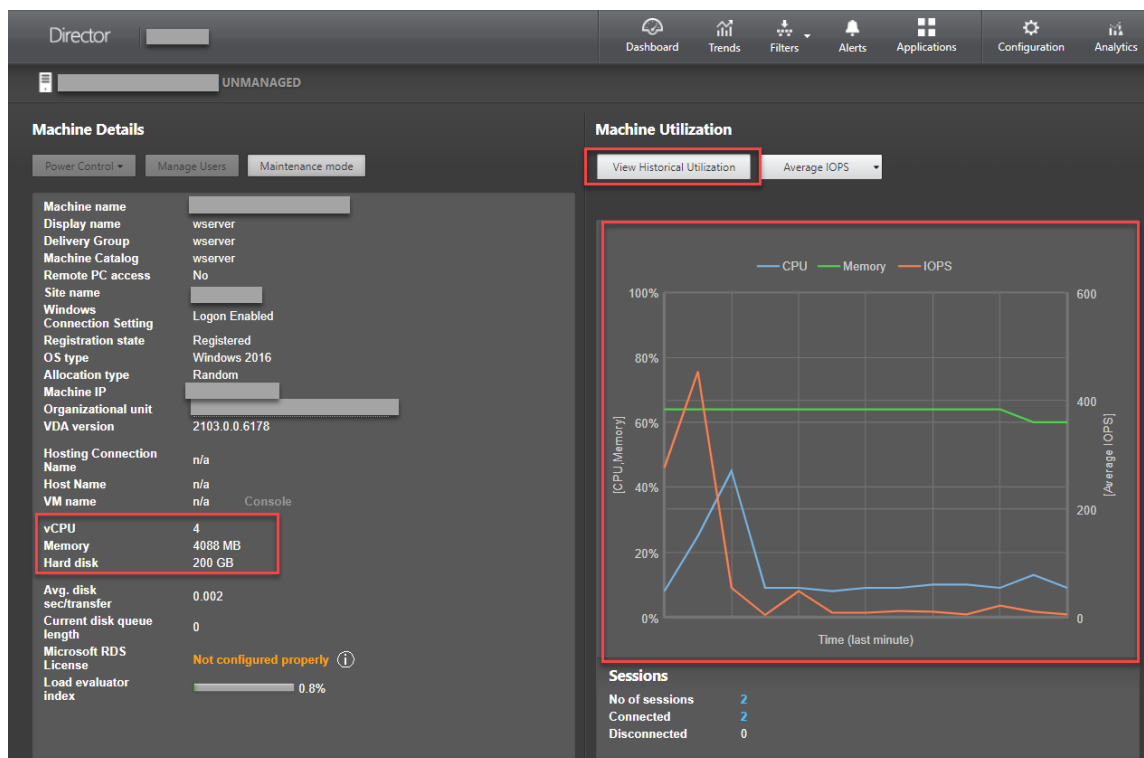 Director
Dashboard
Trends
Filters
Alerts
Applications
Configuration
Analytics
UNMANAGED
Machine Details
Power Control
Manage Users
Maintenance mode
Machine name
Display name wserver
Delivery Group wserver
Machine Catalog wserver
Remote PC access No
Site name
Windows
Connection Setting Logon Enabled
Registration state Registered
OS type Windows 2016
Allocation type Random
Machine IP
Organizational unit
VDA version 2103.0.0.6178
Hosting Connection
Name n/a
Host Name n/a
VM name n/a Console
vCPU 4
Memory 4088 MB
Hard disk 200 GB
Avg. disk
sec/transfer 0.002
Current disk queue
length 0
Microsoft RDS
License Not configured properly i
Load evaluator
index 0.8%
Machine Utilization
View Historical Utilization
Average IOPS
CPU Memory IOPS
100% 600
80%
400
60%
[CPU,Memory]
[Average IOPS]
40%
200
20%
0% 0
Time (last minute)
Sessions
No of sessions 2
Connected 2
Disconnected 0